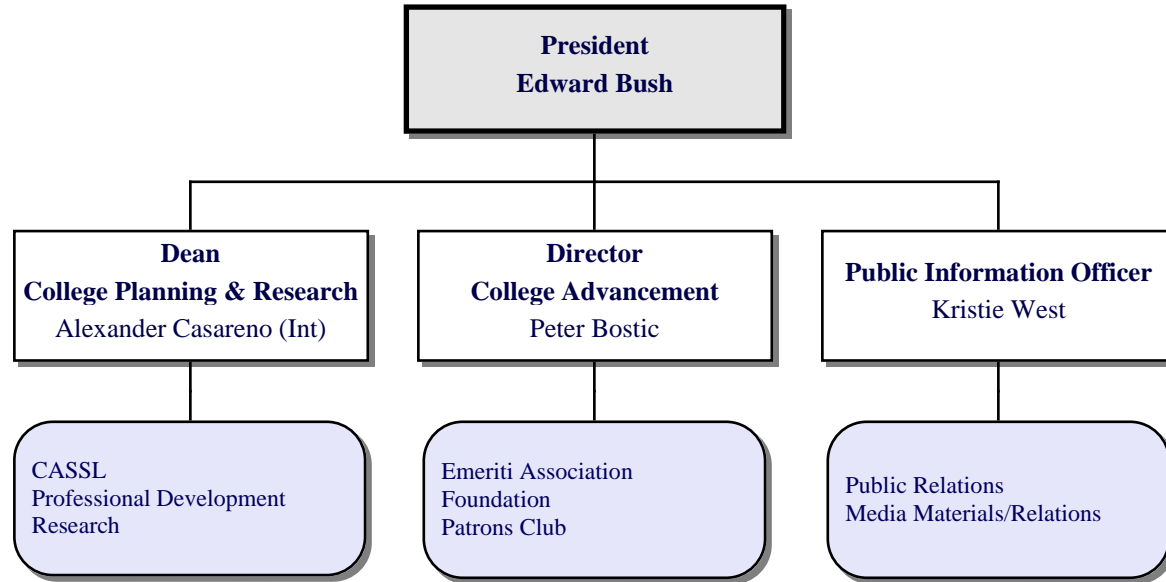 President
Edward Bush
Dean
College Planning & Research
Alexander Casareno (Int)
Director
College Advancement
Peter Bostic
Public Information Officer
Kristie West
CASSL
Professional Development
Research
Emeriti Association
Foundation
Patrons Club
Public Relations
Media Materials/Relations